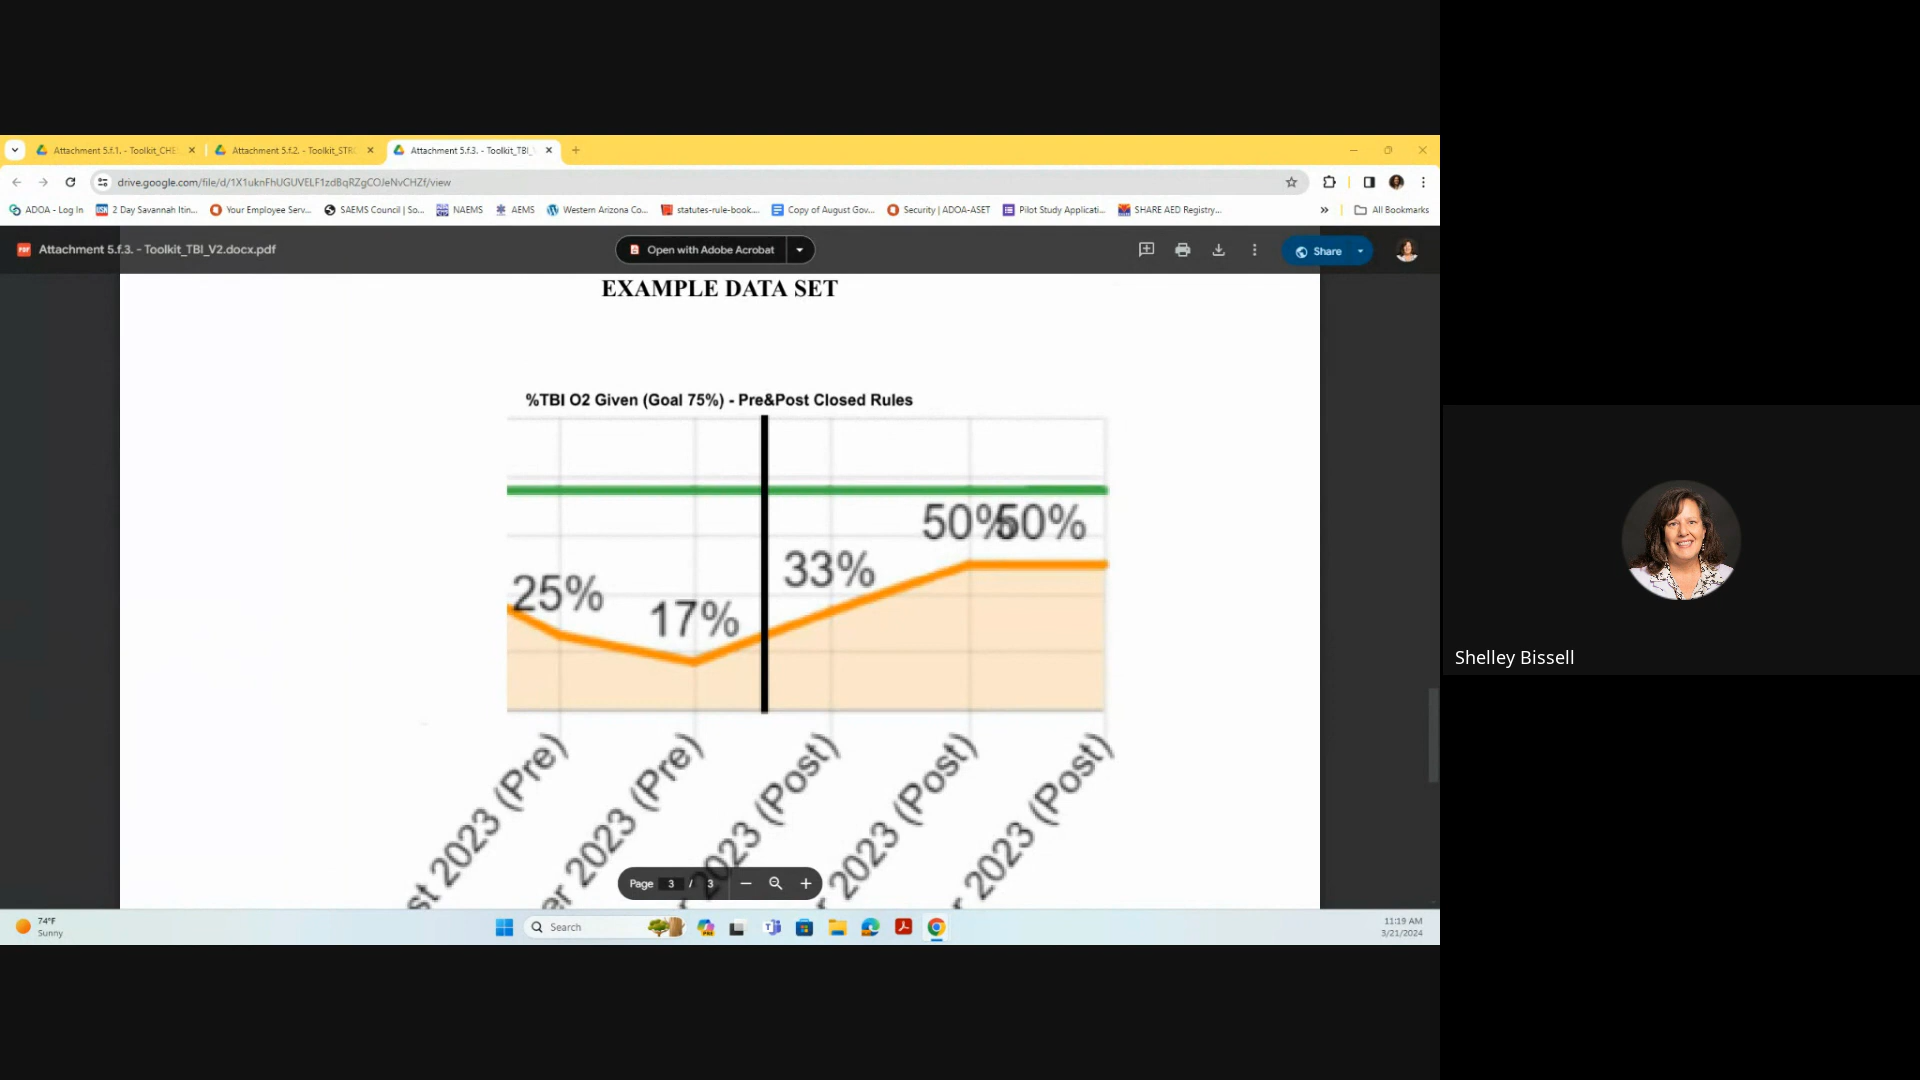 Attachment 5.f.1. - Toolkit_CHE
Attachment 5.f.2. - Toolkit_STR
Attachment 5.f.3. - Toolkit_TBI_
drive.google.com/file/d/1X1uknFhUGUVELF1zdBqRZgCOJeNvCHZf/view
ADOA - Log In
2 Day Savannah Itin...
Your Employee Serv...
SAEMS Council | So...
NAEMS
AEMS
Western Arizona Co...
statutes-rule-book....
Copy of August Gov...
Security | ADOA-ASET
Pilot Study Applicati...
SHARE AED Registry...
All Bookmarks
Attachment 5.f.3. - Toolkit_TBI_V2.docx.pdf
Open with Adobe Acrobat
Share
EXAMPLE DATA SET
%TBI O2 Given (Goal 75%) - Pre&Post Closed Rules
25%
17%
33%
50%
50%
st 2023 (Pre)
er 2023 (Pre)
2023 (Post)
r 2023 (Post)
r 2023 (Post)
Page 3 / 3
Shelley Bissell
74°F
Sunny
Search
11:19 AM
3/21/2024